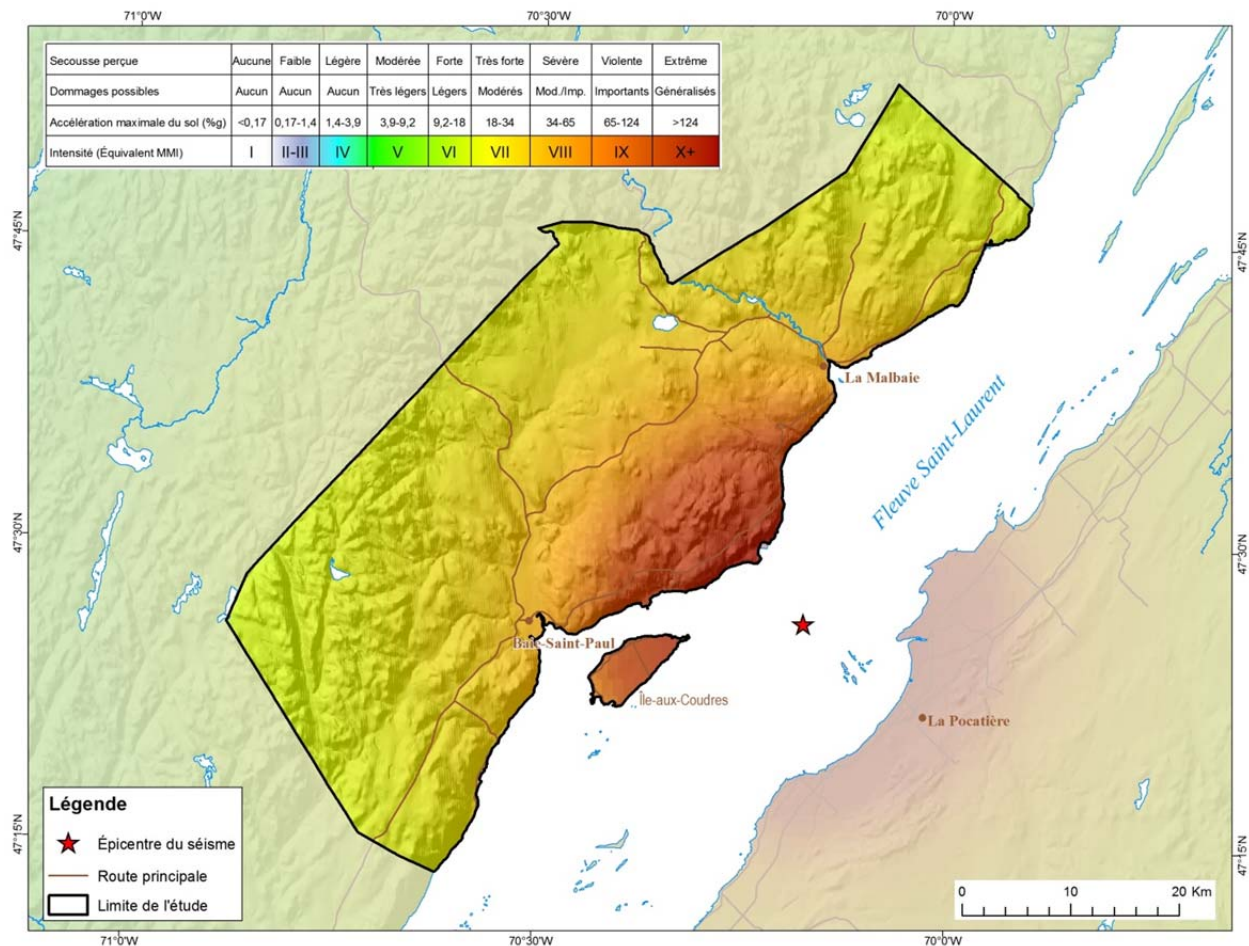 71°0'W 70°30'W 70°0'W
Secousse perçue Aucune Faible Légère Modérée Forte Très forte Sévère Violente Extrême
Dommages possibles Aucun Aucun Aucun Très légers Légers Modérés Mod./Imp. Importants Généralisés
Accélération maximale du sol (%g) <0,17 0,17-1,4 1,4-3,9 3,9-9,2 9,2-18 18-34 34-65 65-124 >124
Intensité (Équivalent MMI) I II-III IV V VI VII VIII IX X+
47°45'N
47°45'N
La Malbaie
Fleuve Saint-Laurent
47°30'N
47°30'N
Baie-Saint-Paul
Île-aux-Coudres
La Pocatière
Légende
Épicentre du séisme
Route principale
Limite de l'étude
47°15'N
47°15'N
0 10 20 Km
71°0'W 70°30'W 70°0'W